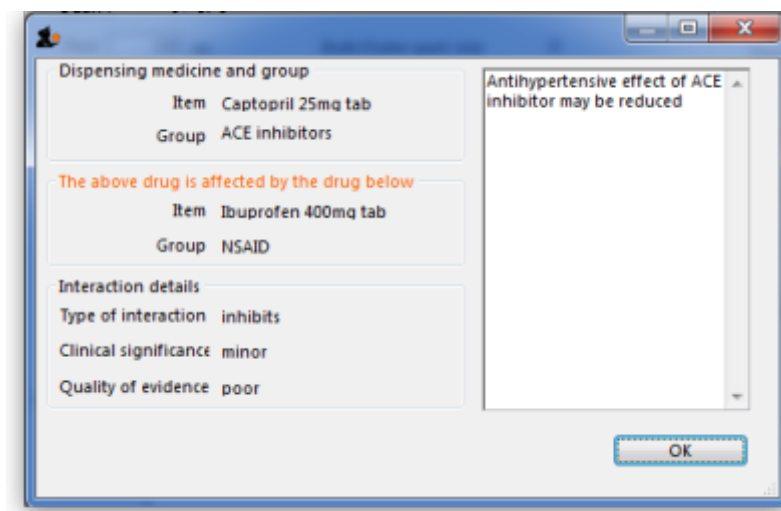 Dispensing medicine and group
Item Captopril 25mg tab
Group ACE inhibitors
The above drug is affected by the drug below
Item Ibuprofen 400mg tab
Group NSAID
Interaction details
Type of interaction inhibits
Clinical significance minor
Quality of evidence poor
Antihypertensive effect of ACE
inhibitor may be reduced
OK